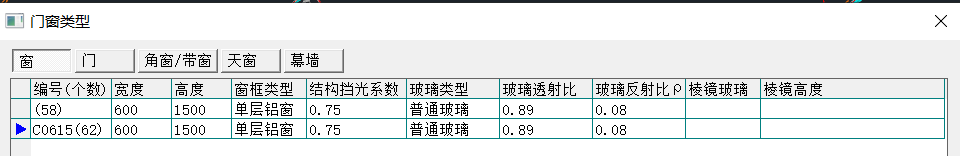 门窗类型
窗 门 角窗/带窗 天窗 幕墙
编号(个数) 宽度 高度 窗框类型 结构挡光系数 玻璃类型 玻璃透射比 玻璃反射比ρ 棱镜玻璃 棱镜高度
(58) 600 1500 单层铝窗 0.75 普通玻璃 0.89 0.08
C0615(62) 600 1500 单层铝窗 0.75 普通玻璃 0.89 0.08